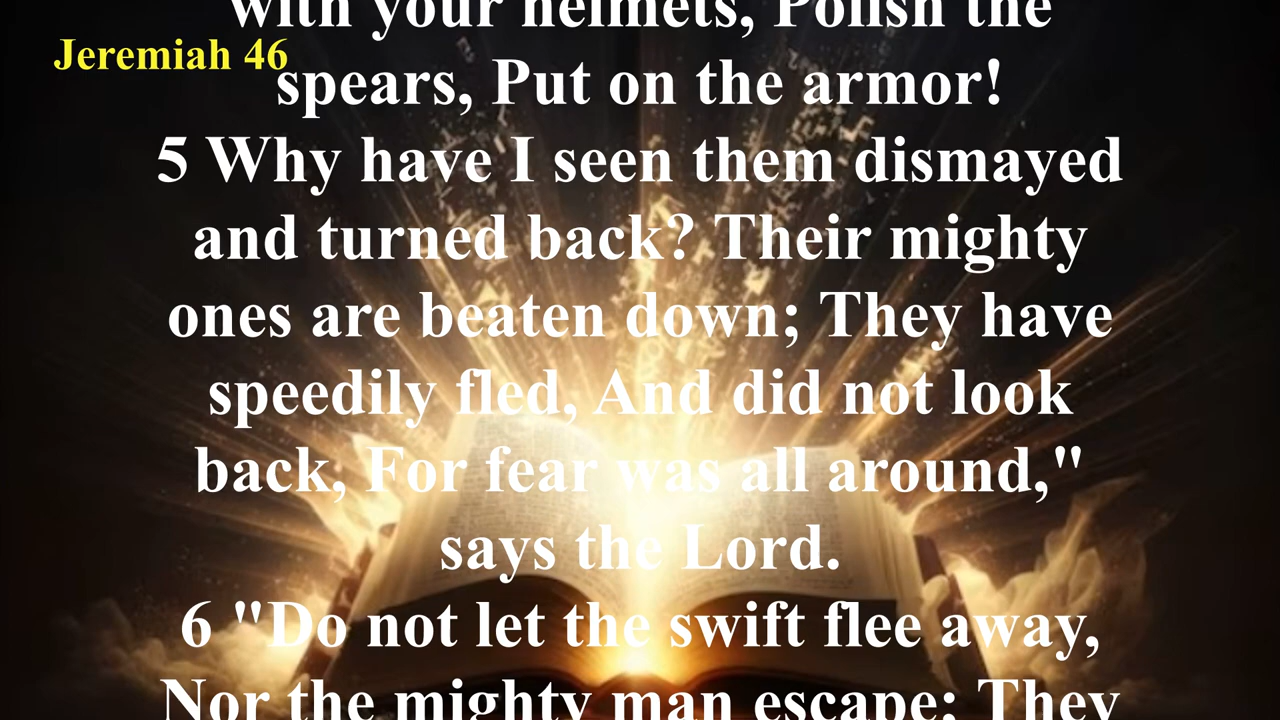 with your helmets, Polish the
Jeremiah 46
spears, Put on the armor!
5 Why have I seen them dismayed
and turned back? Their mighty
ones are beaten down; They have
speedily fled, And did not look
back, For fear was all around,"
says the Lord.
6 "Do not let the swift flee away,
Nor the mighty man escape; They